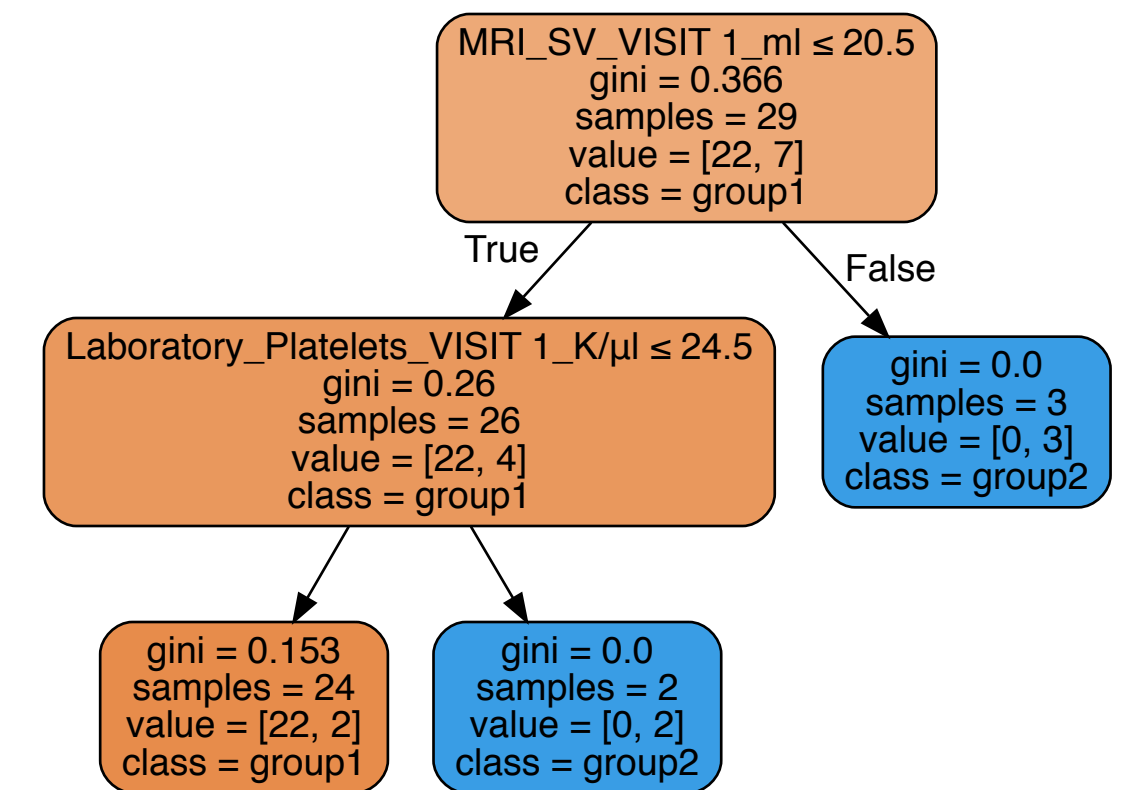 MRI_SV_VISIT 1_ml ≤ 20.5
gini = 0.366
samples = 29
value = [22, 7]
class = group1
True
False
Laboratory_Platelets_VISIT 1_K/µl ≤ 24.5
gini = 0.26
samples = 26
value = [22, 4]
class = group1
gini = 0.0
samples = 3
value = [0, 3]
class = group2
gini = 0.153
samples = 24
value = [22, 2]
class = group1
gini = 0.0
samples = 2
value = [0, 2]
class = group2